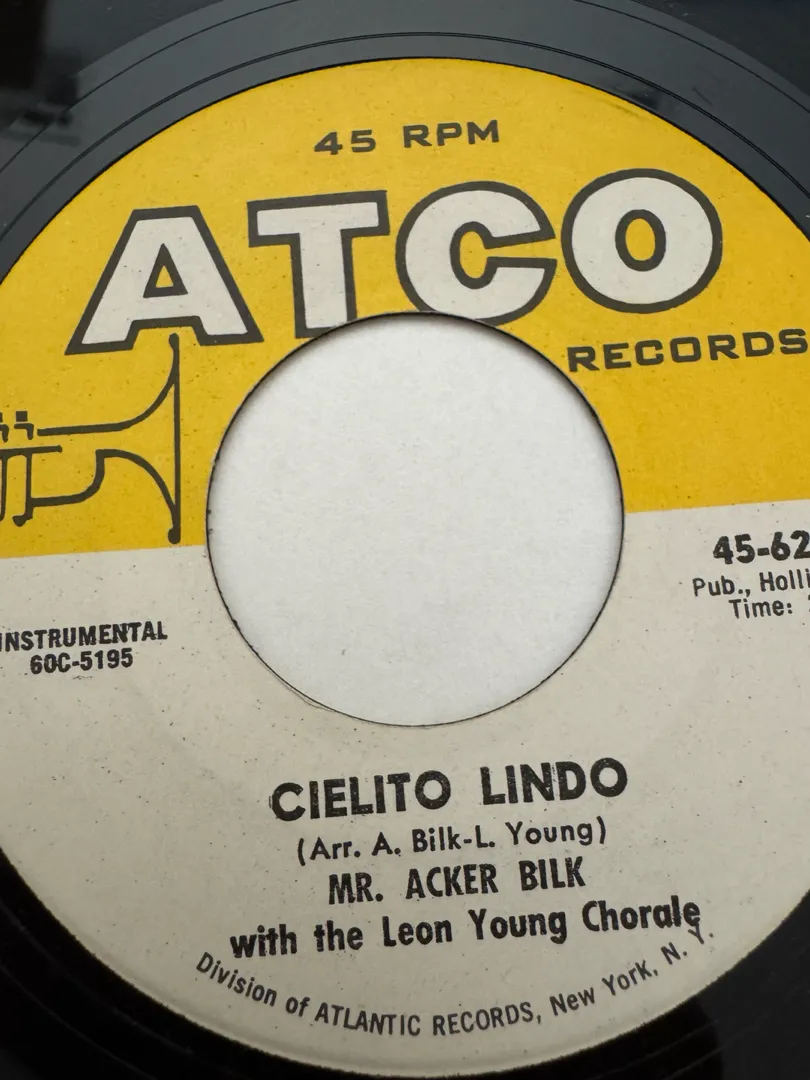 45 RPM
ATCO
RECORDS
45-62
Pub., Holli
Time:
INSTRUMENTAL
60C-5195
CIELITO LINDO
(Arr. A. Bilk-L. Young)
MR. ACKER BILK
with the Leon Young Chorale
Division of ATLANTIC RECORDS, New York, N. Y.